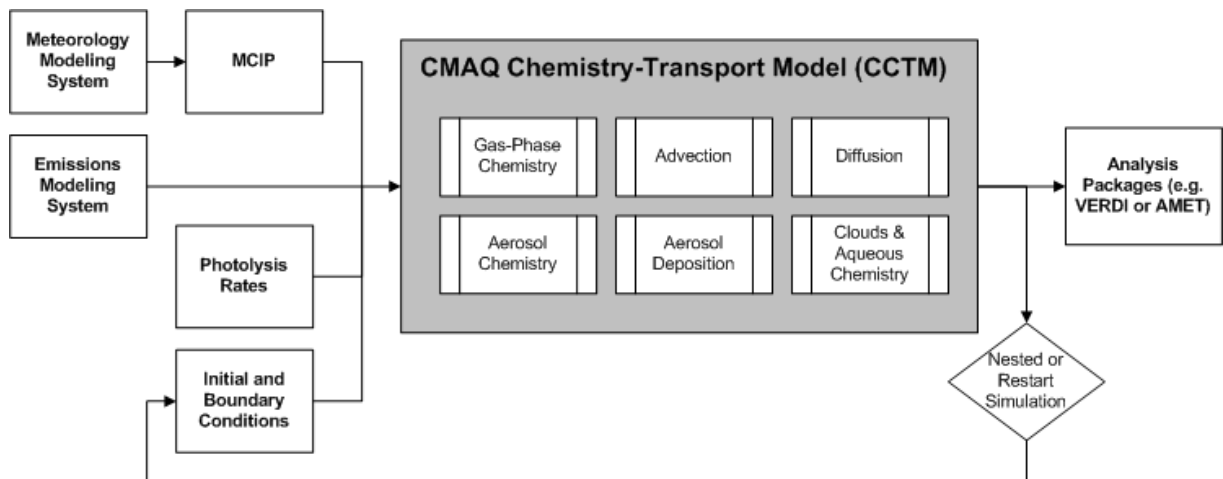 Meteorology
Modeling
System
MCIP
CMAQ Chemistry-Transport Model (CCTM)
Gas-Phase
Chemistry
Advection
Diffusion
Emissions
Modeling
System
Analysis
Packages (e.g.
VERDI or AMET)
Aerosol
Chemistry
Aerosol
Deposition
Clouds &
Aqueous
Chemistry
Photolysis
Rates
Initial and
Boundary
Conditions
Nested or
Restart
Simulation